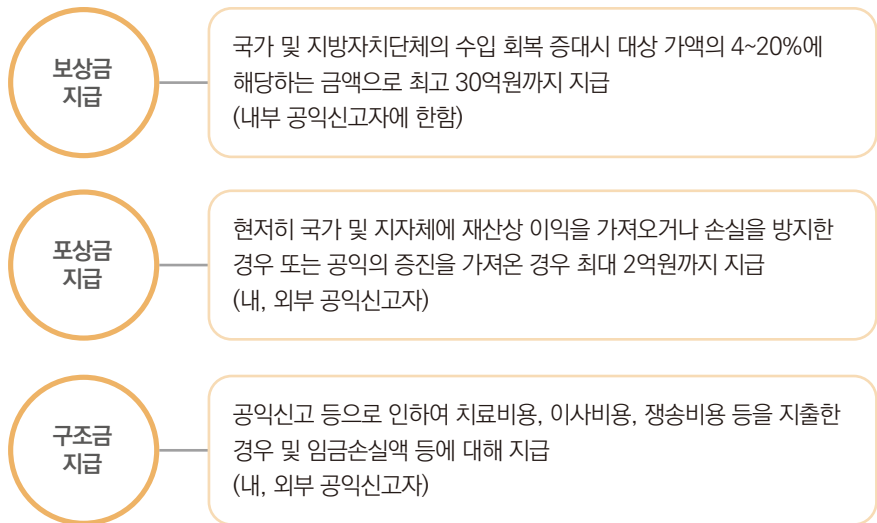 보상금
지급
국가 및 지방자치단체의 수입 회복 증대시 대상 가액의 4~20%에
해당하는 금액으로 최고 30억원까지 지급
(내부 공익신고자에 한함)
포상금
지급
현저히 국가 및 지자체에 재산상 이익을 가져오거나 손실을 방지한
경우 또는 공익의 증진을 가져온 경우 최대 2억원까지 지급
(내, 외부 공익신고자)
구조금
지급
공익신고 등으로 인하여 치료비용, 이사비용, 쟁송비용 등을 지출한
경우 및 임금손실액 등에 대해 지급
(내, 외부 공익신고자)